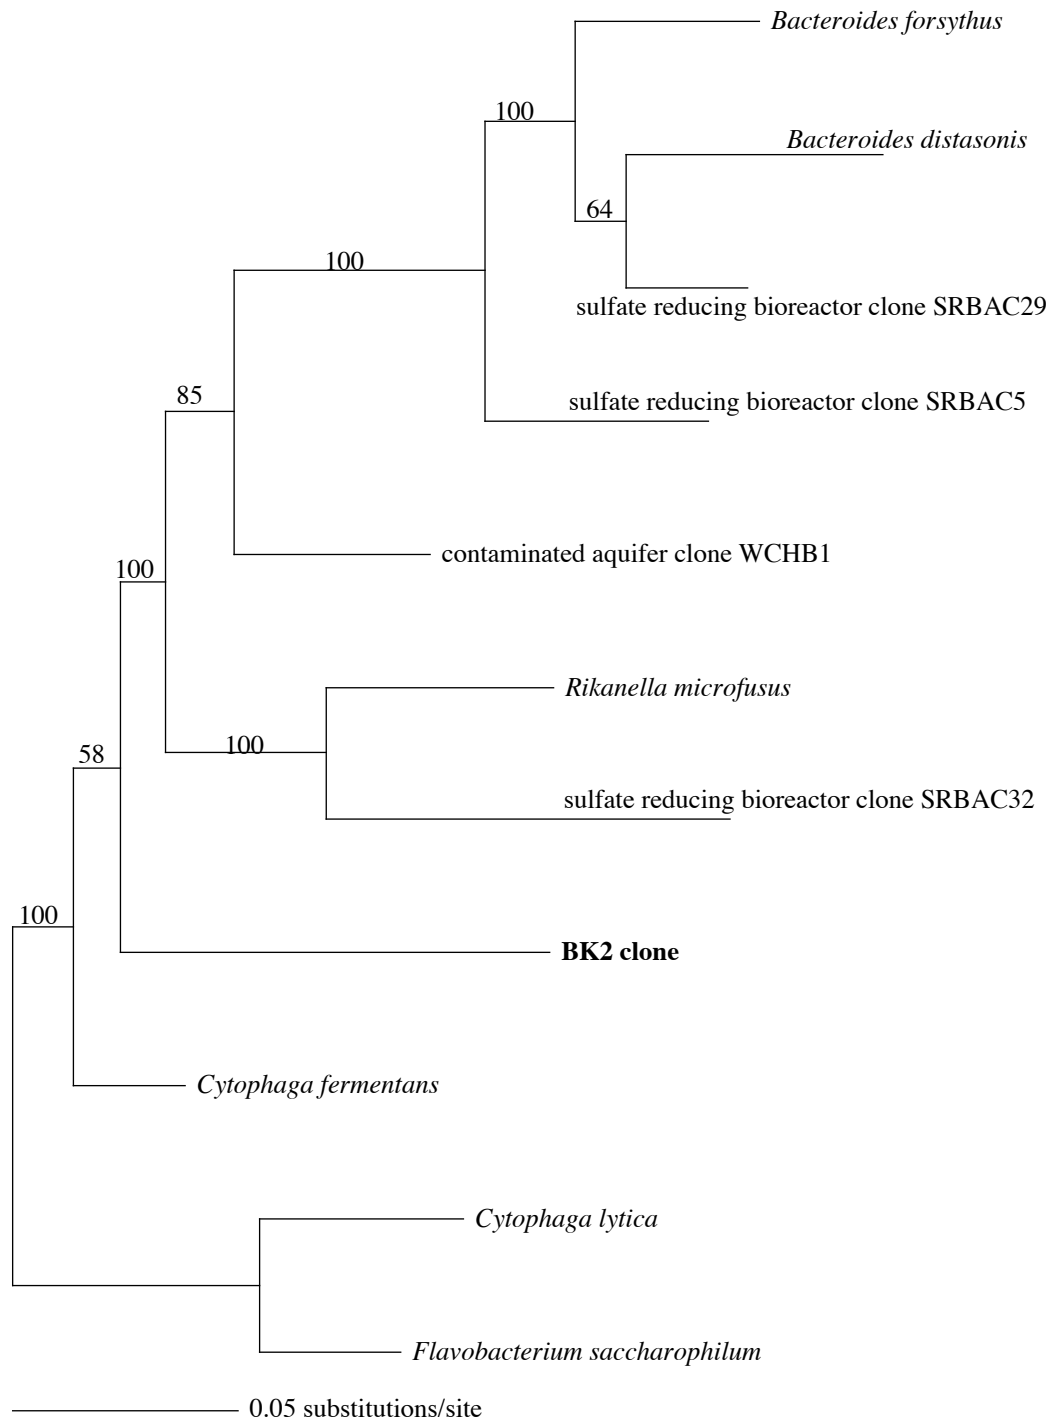 Bacteroides forsythus
100
Bacteroides distasonis
64
100
sulfate reducing bioreactor clone SRBAC29
85
sulfate reducing bioreactor clone SRBAC5
contaminated aquifer clone WCHB1
100
Rikanella microfusus
100
58
sulfate reducing bioreactor clone SRBAC32
100
BK2 clone
Cytophaga fermentans
Cytophaga lytica
Flavobacterium saccharophilum
0.05 substitutions/site